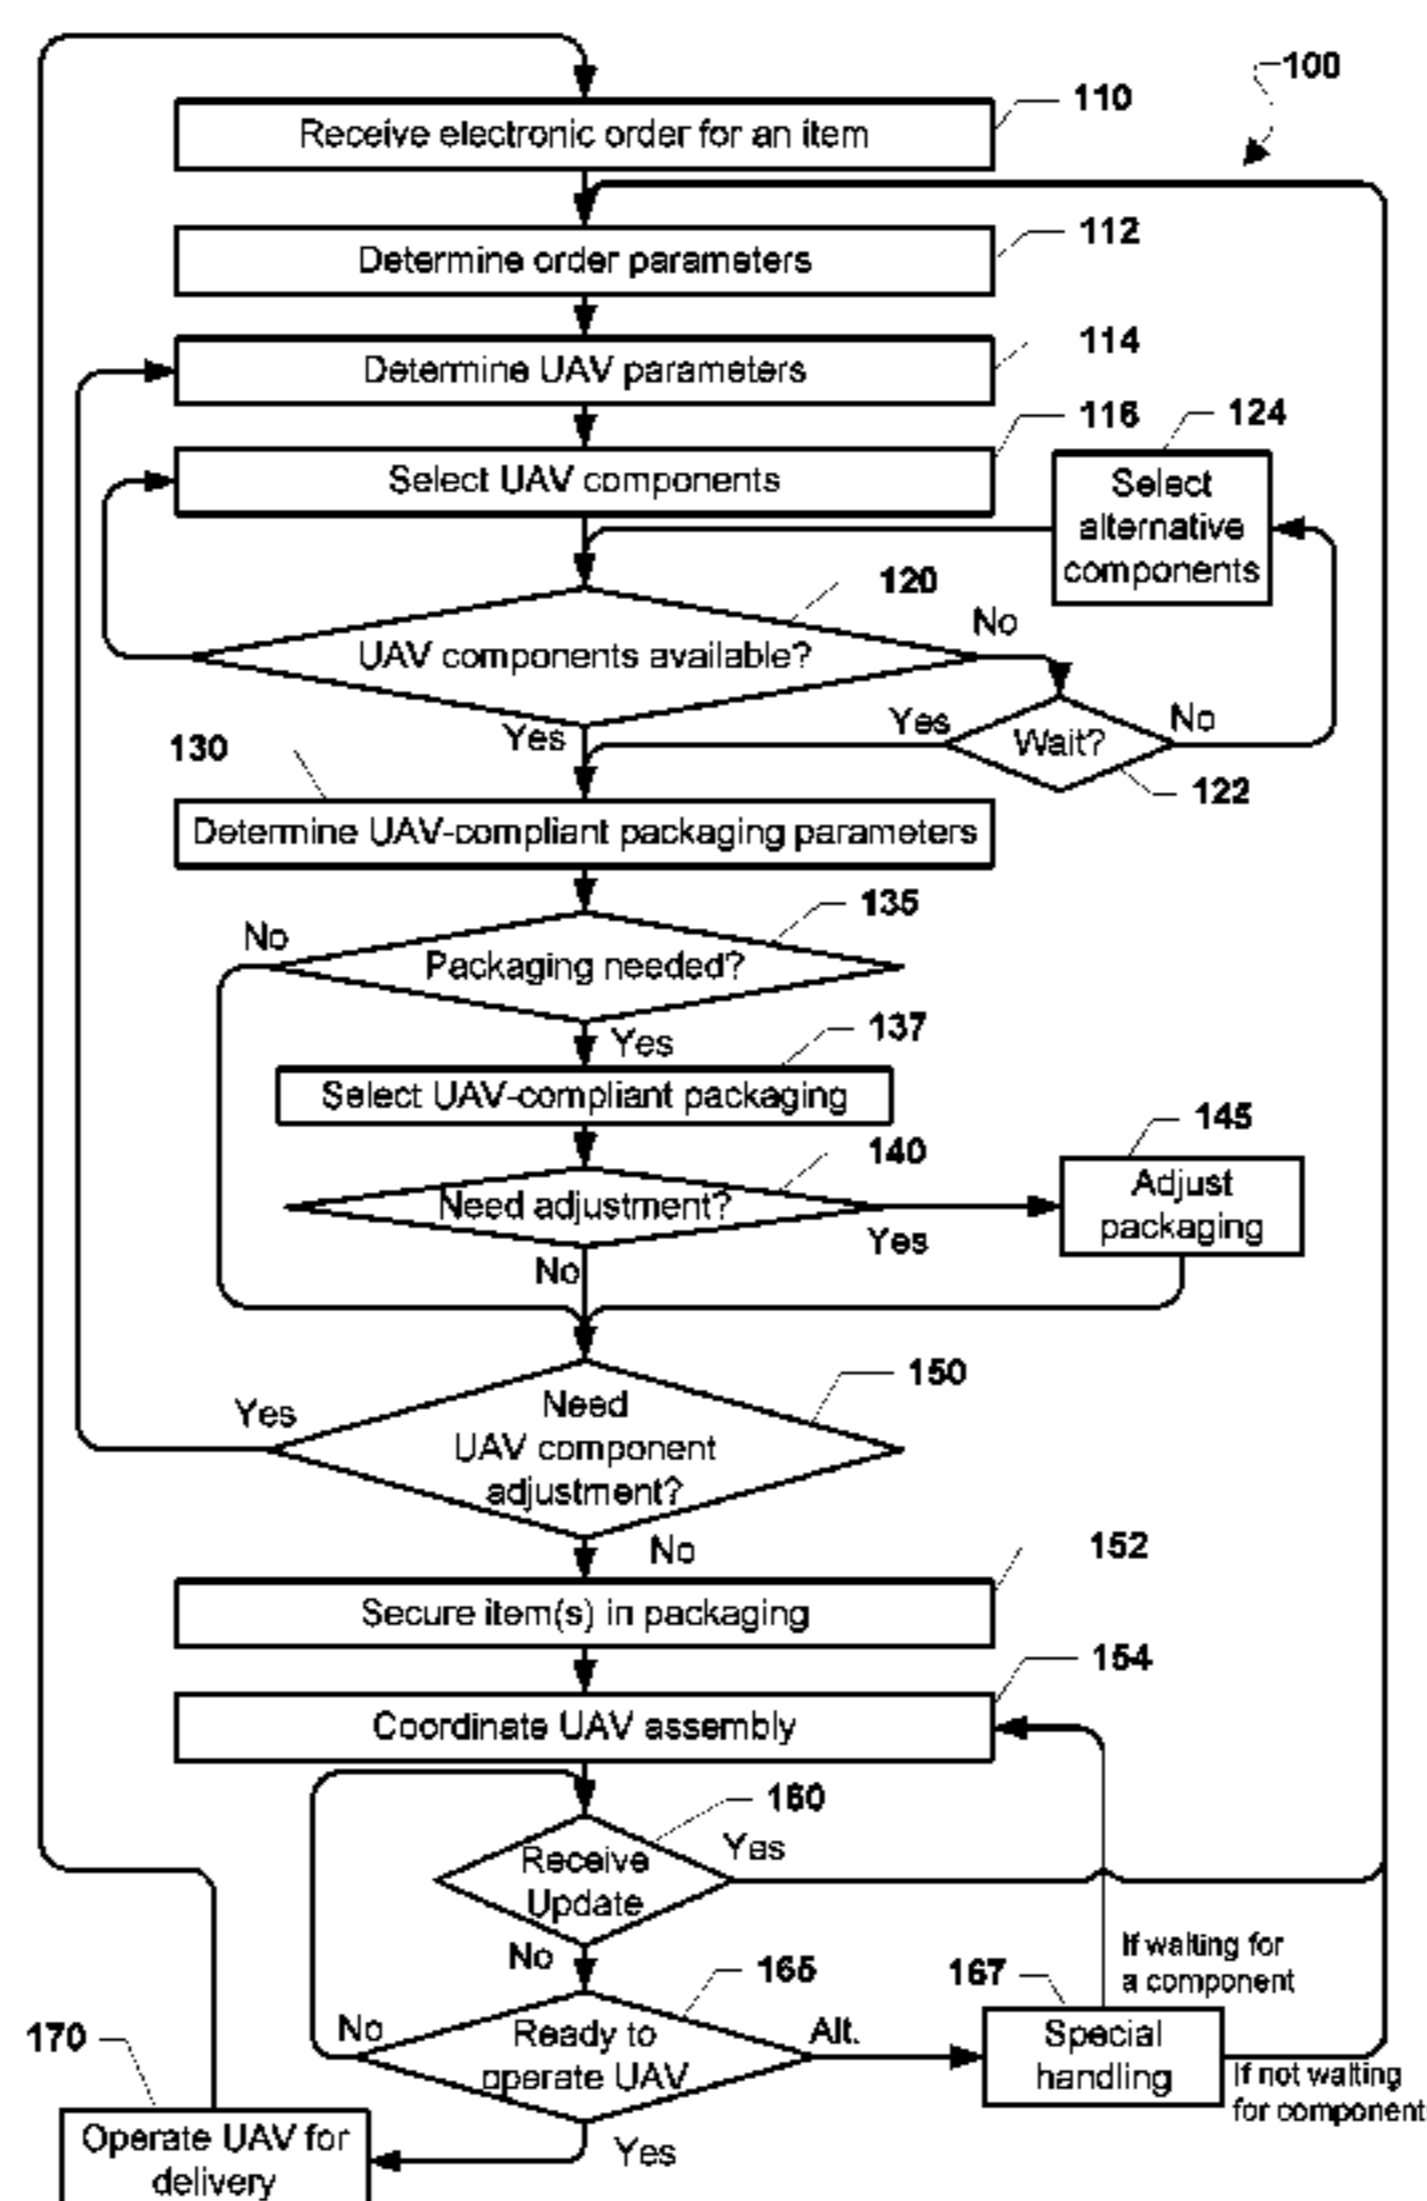 100
110
Receive electronic order for an item
112
Determine order parameters
114
Determine UAV parameters
116
124
Select UAV components
Select
alternative
components
120
No
UAV components available?
Yes
Yes
Wait?
No
130
122
Determine UAV-compliant packaging parameters
135
No
Packaging needed?
137
Yes
Select UAV-compliant packaging
145
140
Adjust
packaging
Need adjustment?
Yes
No
150
Yes
Need
UAV component
adjustment?
No
152
Secure item(s) in packaging
154
Coordinate UAV assembly
160
Yes
Receive
Update
No
If waiting for
a component
165
167
170
No
Ready to
operate UAV
Alt.
Special
handling
If not waiting
for component
Yes
Operate UAV for
delivery